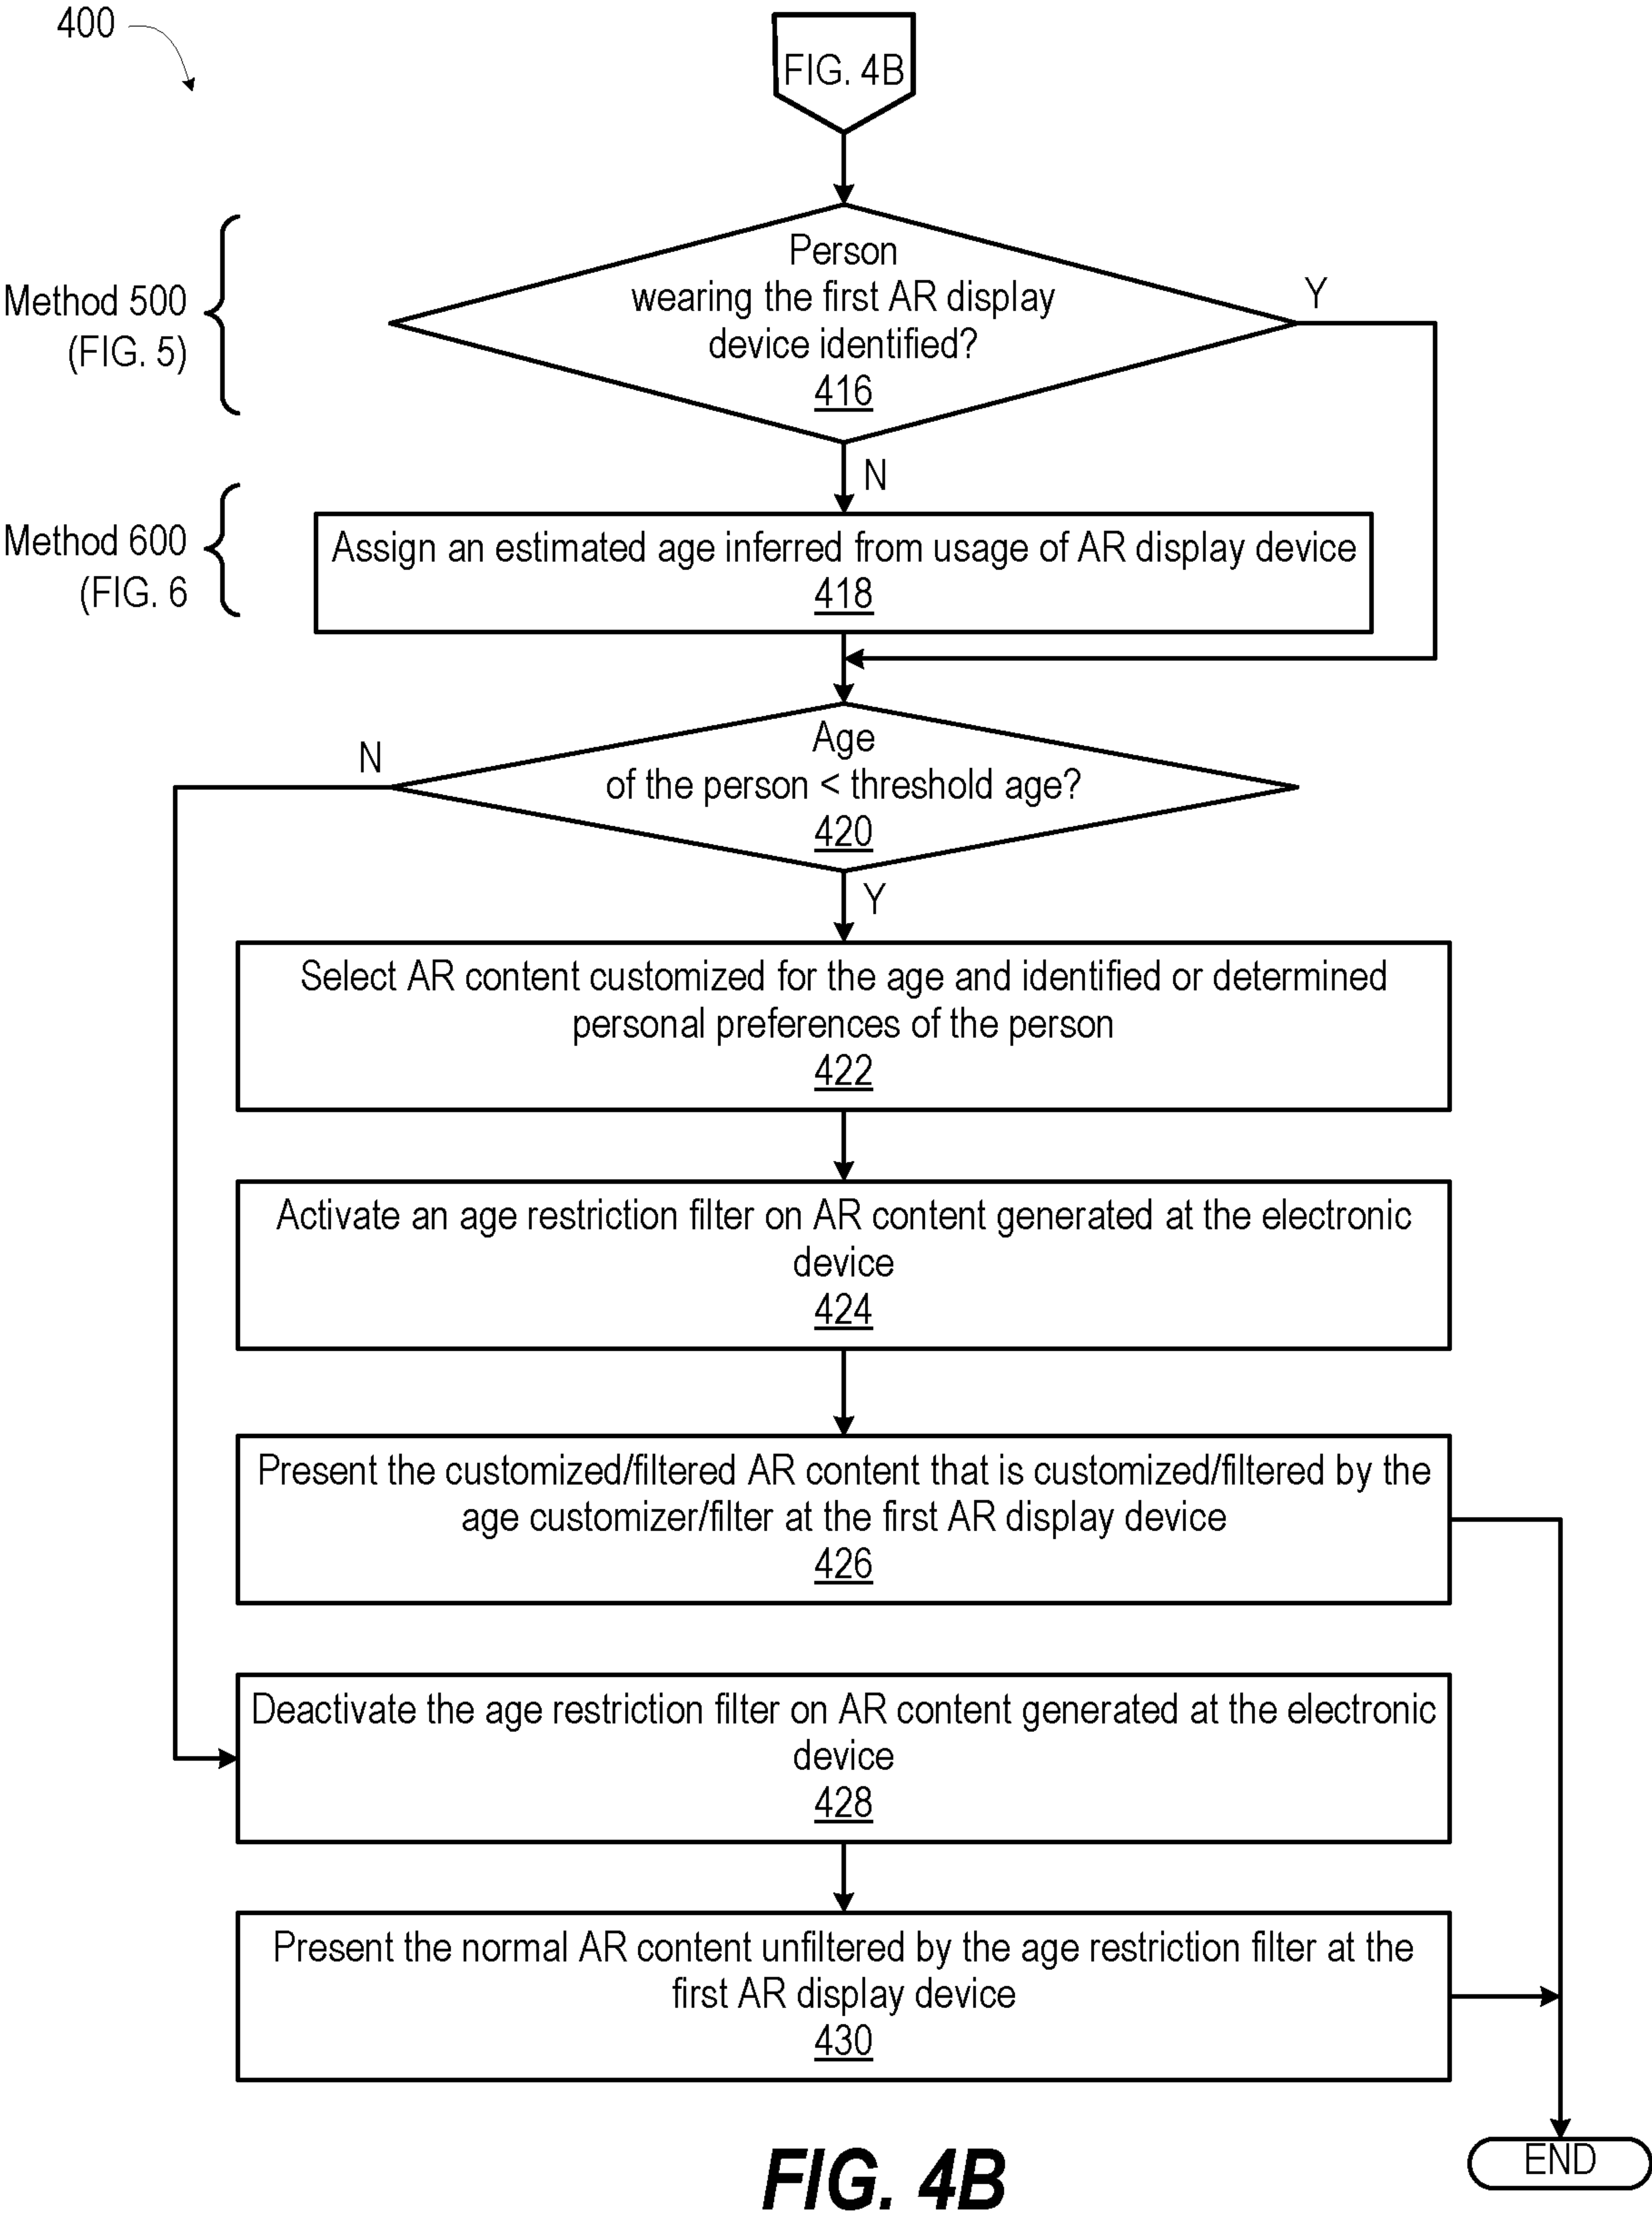 400
FIG. 4B
Person
wearing the first AR display
device identified?
416
Y
Method 500
(FIG. 5)
N
Method 600
(FIG. 6
Assign an estimated age inferred from usage of AR display device
418
Age
of the person < threshold age?
420
N
Y
Select AR content customized for the age and identified or determined
personal preferences of the person
422
Activate an age restriction filter on AR content generated at the electronic
device
424
Present the customized/filtered AR content that is customized/filtered by the
age customizer/filter at the first AR display device
426
Deactivate the age restriction filter on AR content generated at the electronic
device
428
Present the normal AR content unfiltered by the age restriction filter at the
first AR display device
430
END
FIG. 4B